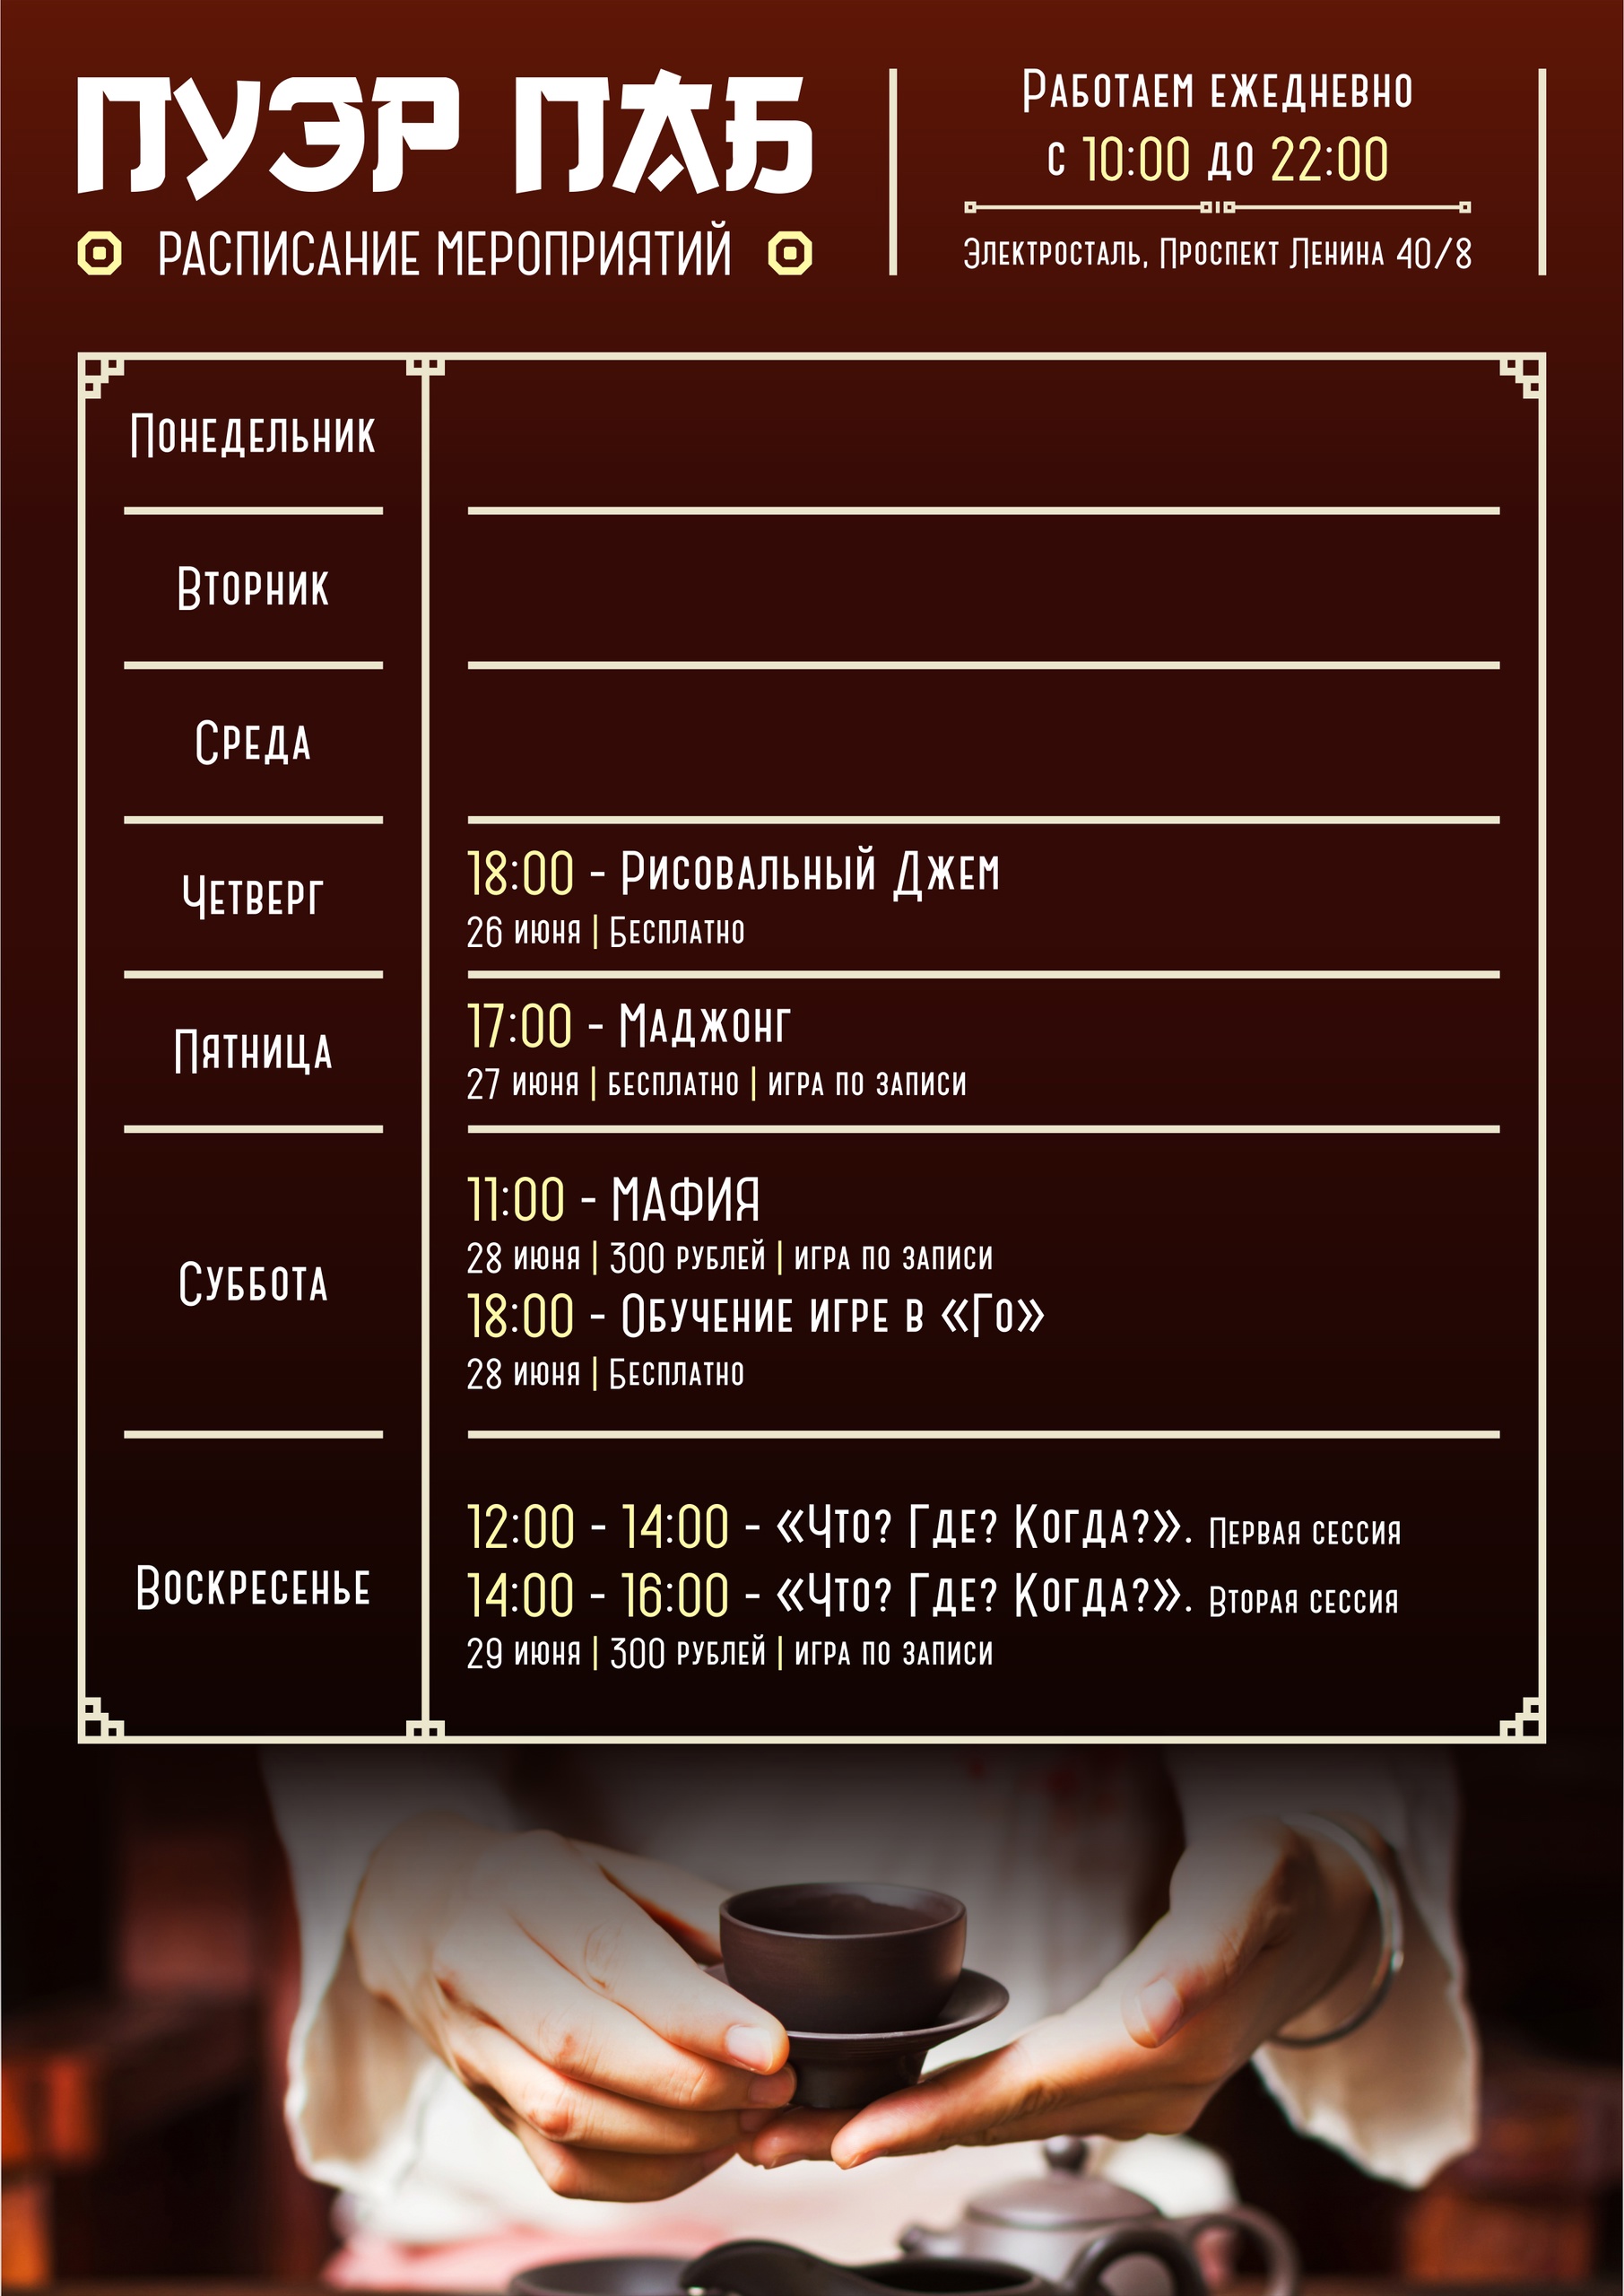 ПУЭР ПАБ
РАСПИСАНИЕ МЕРОПРИЯТИЙ
Работаем ежедневно
с 10:00 до 22:00
Электросталь, Проспект Ленина 40/8
Понедельник
Вторник
Среда
Четверг
18:00 - Рисовальный Джем
26 июня | Бесплатно
Пятница
17:00 - Маджонг
27 июня | бесплатно | игра по записи
Суббота
11:00 - МАФИЯ
28 июня | 300 рублей | игра по записи
18:00 - Обучение игре в «Го»
28 июня | Бесплатно
Воскресенье
12:00 - 14:00 - «Что? Где? Когда?». Первая сессия
14:00 - 16:00 - «Что? Где? Когда?». Вторая сессия
29 июня | 300 рублей | игра по записи